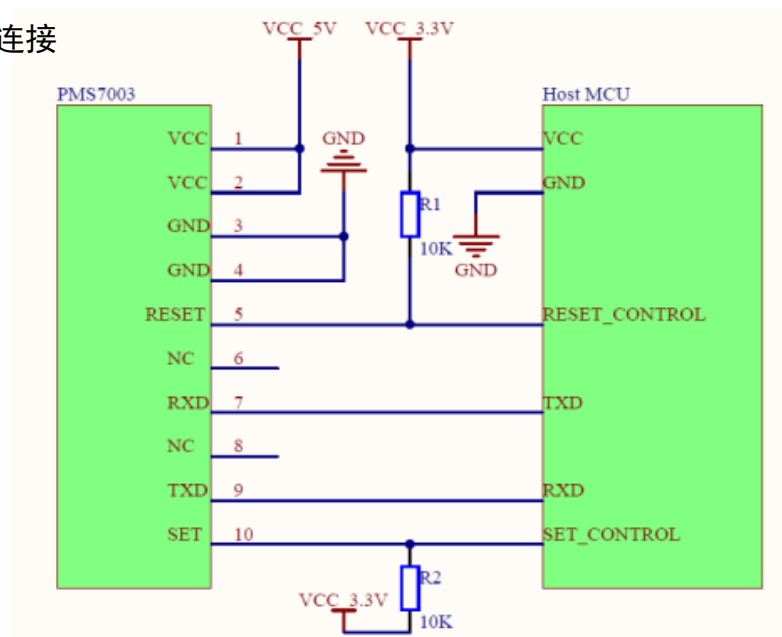 连接
VCC_5V VCC_3.3V
PMS7003 Host MCU
VCC 1 GND VCC
VCC 2 GND
R1
GND 3
10K
GND 4 GND
RESET 5 RESET_CONTROL
NC 6
RXD 7 TXD
NC 8
TXD 9 RXD
SET 10 SET_CONTROL
R2
VCC_3.3V
10K